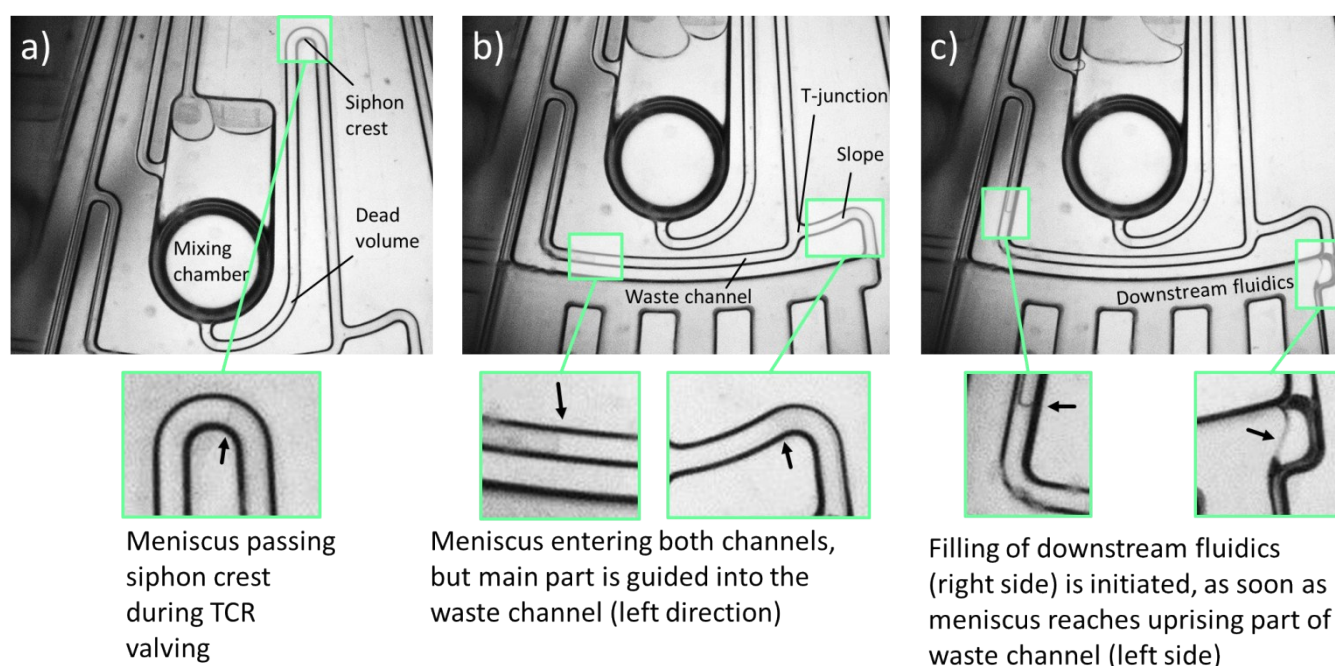 a)
Siphon
crest
Dead
volume
Mixing
chamber
Meniscus passing
siphon crest
during TCR
valving
b)
T-junction
Slope
Waste channel
Meniscus entering both channels,
but main part is guided into the
waste channel (left direction)
c)
Downstream fluidics
Filling of downstream fluidics
(right side) is initiated, as soon as
meniscus reaches uprising part of
waste channel (left side)